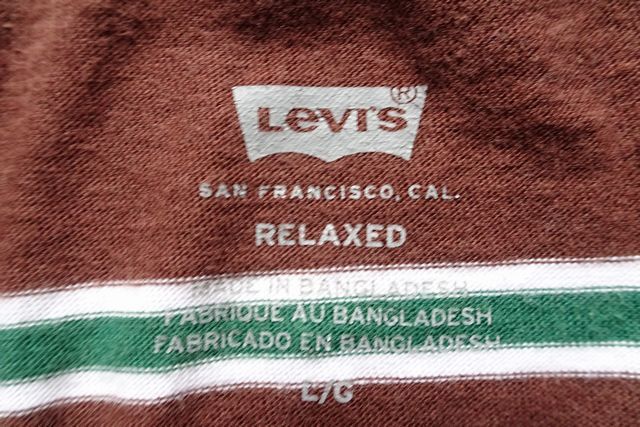 Levi's®
SAN FRANCISCO, CAL.
RELAXED
MADE IN BANGLADESH
FABRIQUE AU BANGLADESH
FABRICADO EN BANGLADESH
L/G